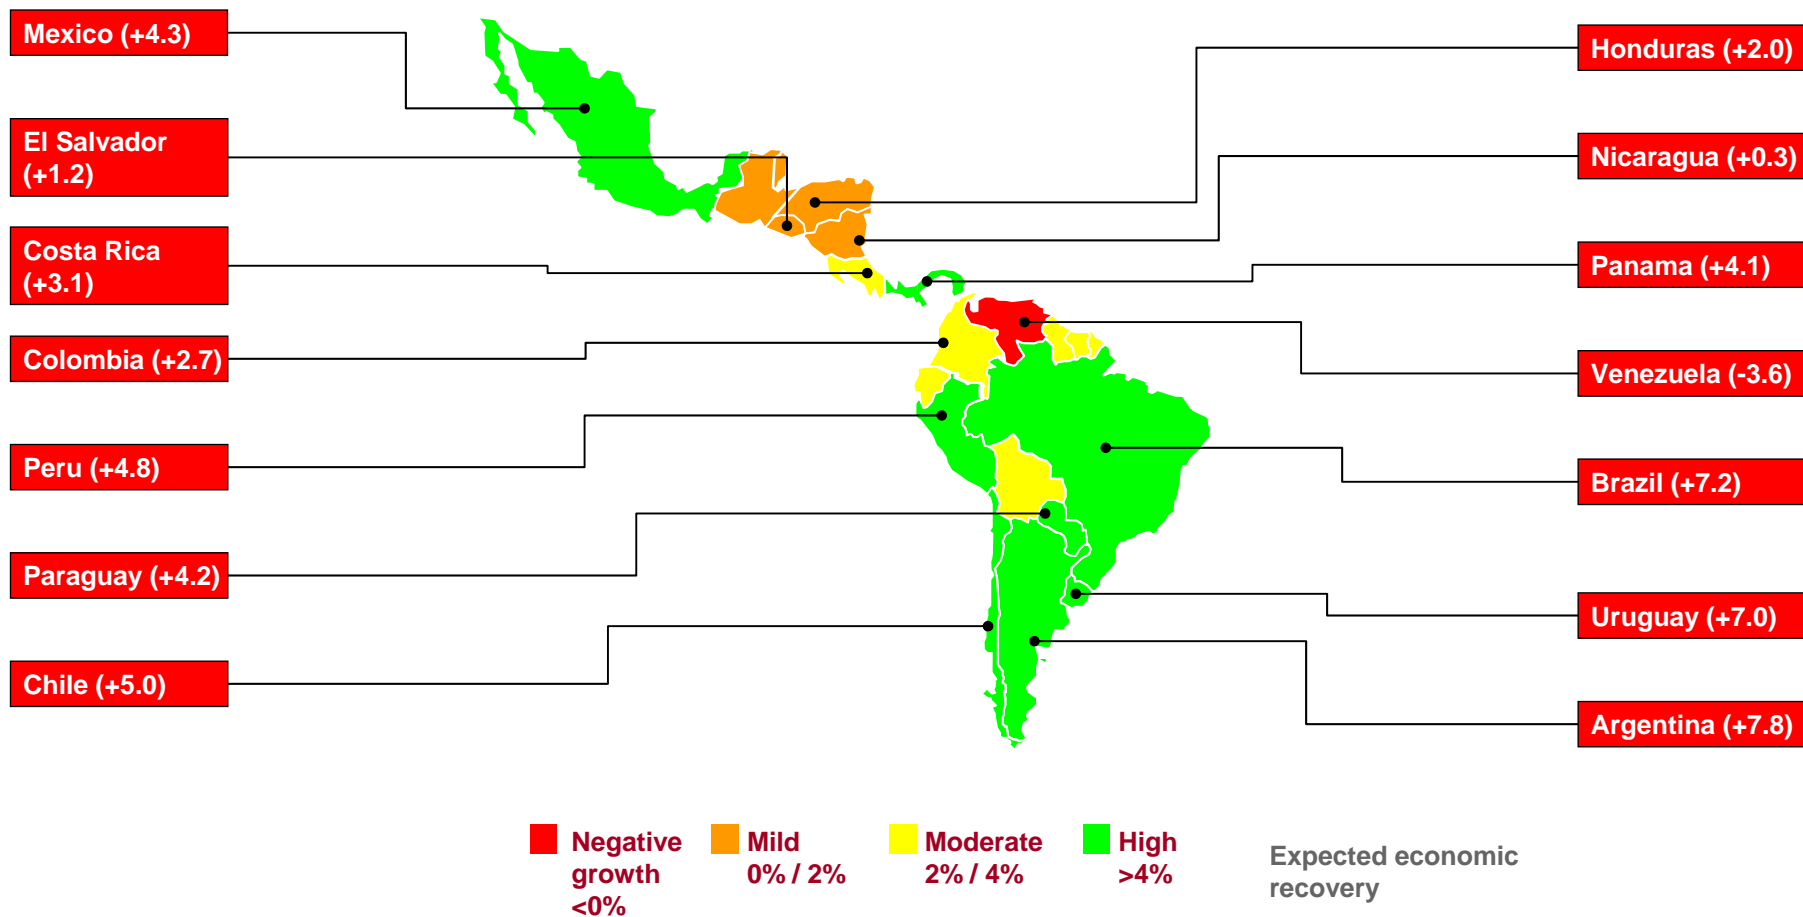 Mexico (+4.3)
El Salvador
(+1.2)
Costa Rica
(+3.1)
Colombia (+2.7)
Peru (+4.8)
Paraguay (+4.2)
Chile (+5.0)
Honduras (+2.0)
Nicaragua (+0.3)
Panama (+4.1)
Venezuela (-3.6)
Brazil (+7.2)
Uruguay (+7.0)
Argentina (+7.8)
Negative
growth
<0%
Mild
0% / 2%
Moderate
2% / 4%
High
>4%
Expected economic
recovery